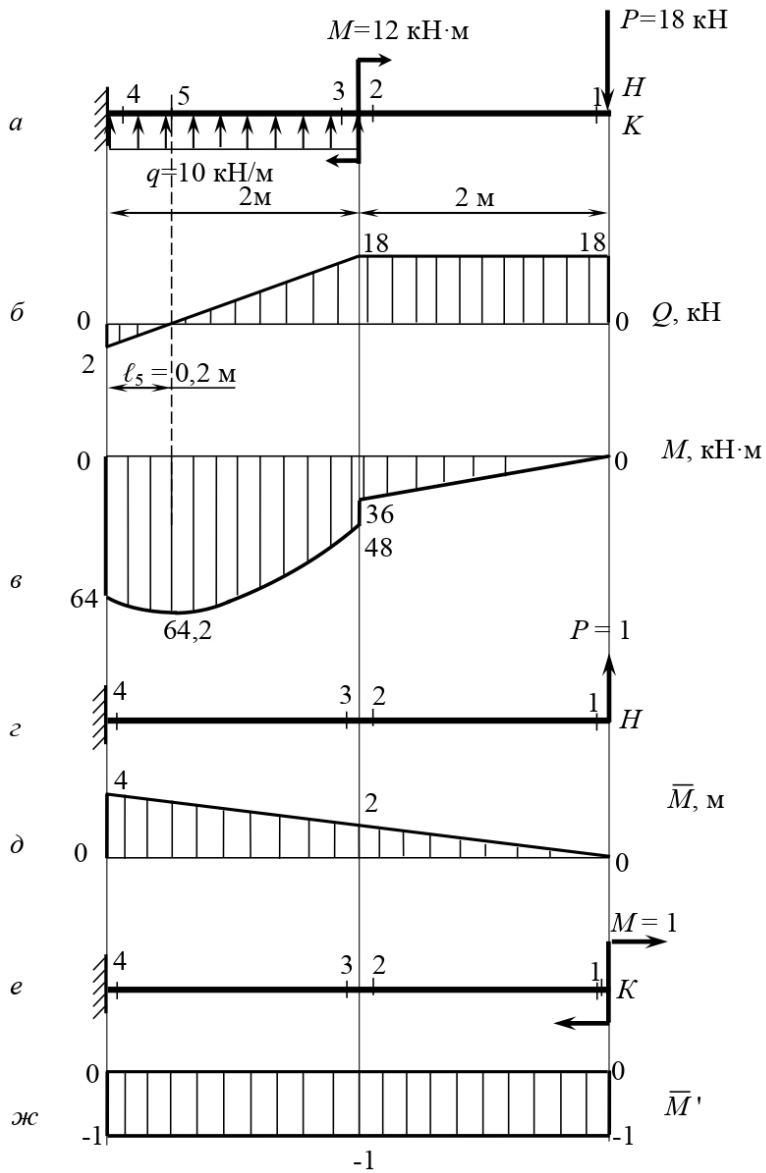 M=12 кН·м
P=18 кН
а
4
5
3
2
1
H
K
q=10 кН/м
2м
2 м
б
0
2
18
18
0
Q, кН
ℓ₅ = 0,2 м
в
0
0
M, кН·м
36
48
64
64,2
г
P = 1
4
3
2
1
H
д
4
2
M̅, м
0
0
е
M = 1
4
3
2
1
K
ж
0
0
M̅ '
-1
-1
-1